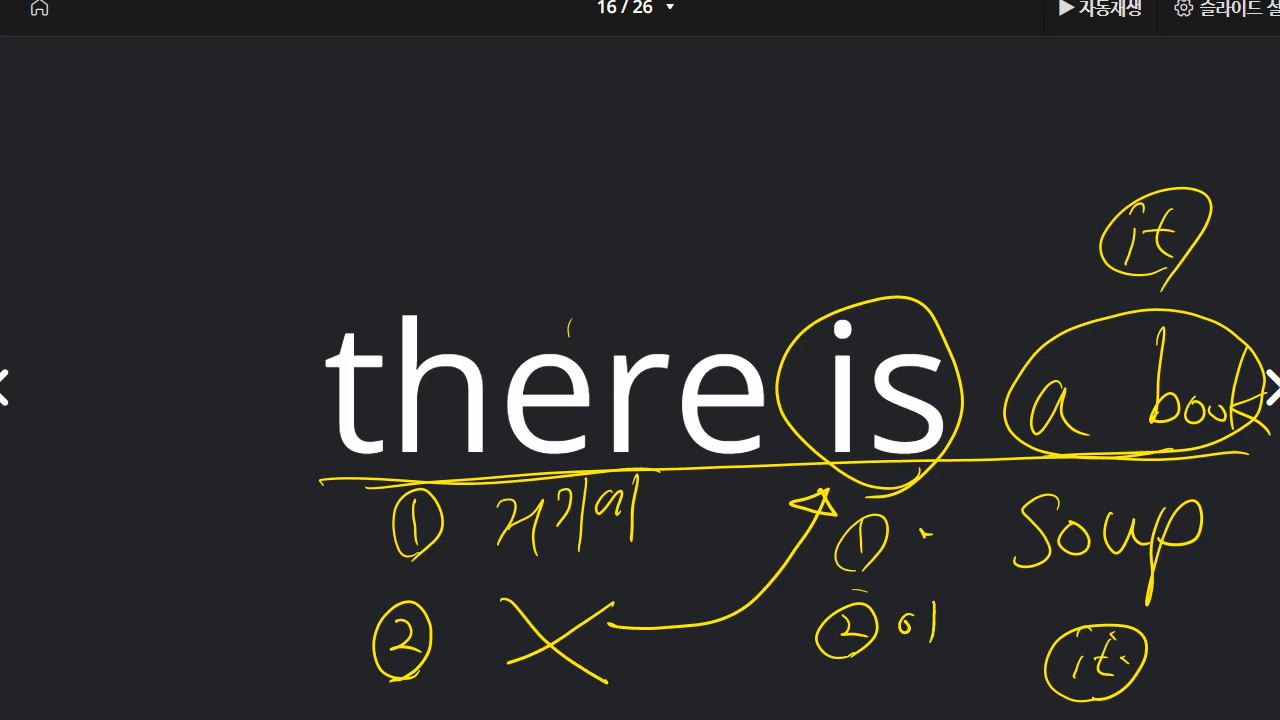 16 / 26 ▼ ▶ 자동재생 슬라이드 설
it
there is a book
① 거기에 ① soup
② X ② 이 it